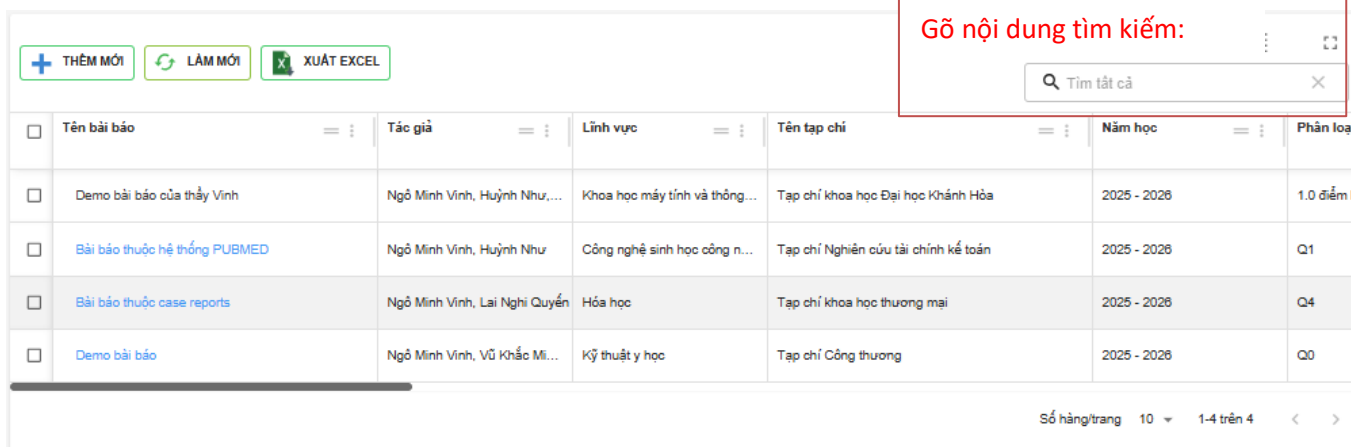 Gõ nội dung tìm kiếm:
THÊM MỚI LÀM MỚI XUẤT EXCEL
Tìm tất cả
Tên bài báo Tác giả Lĩnh vực Tên tạp chí Năm học Phân loạ
Demo bài báo của thầy Vinh Ngô Minh Vinh, Huỳnh Như,... Khoa học máy tính và thông... Tạp chí khoa học Đại học Khánh Hòa 2025 - 2026 1.0 điểm
Bài báo thuộc hệ thống PUBMED Ngô Minh Vinh, Huỳnh Như Công nghệ sinh học công n... Tạp chí Nghiên cứu tài chính kế toán 2025 - 2026 Q1
Bài báo thuộc case reports Ngô Minh Vinh, Lai Nghi Quyến Hóa học Tạp chí khoa học thương mại 2025 - 2026 Q4
Demo bài báo Ngô Minh Vinh, Vũ Khắc Mi... Kỹ thuật y học Tạp chí Công thương 2025 - 2026 Q0
Số hàng/trang 10 1-4 trên 4